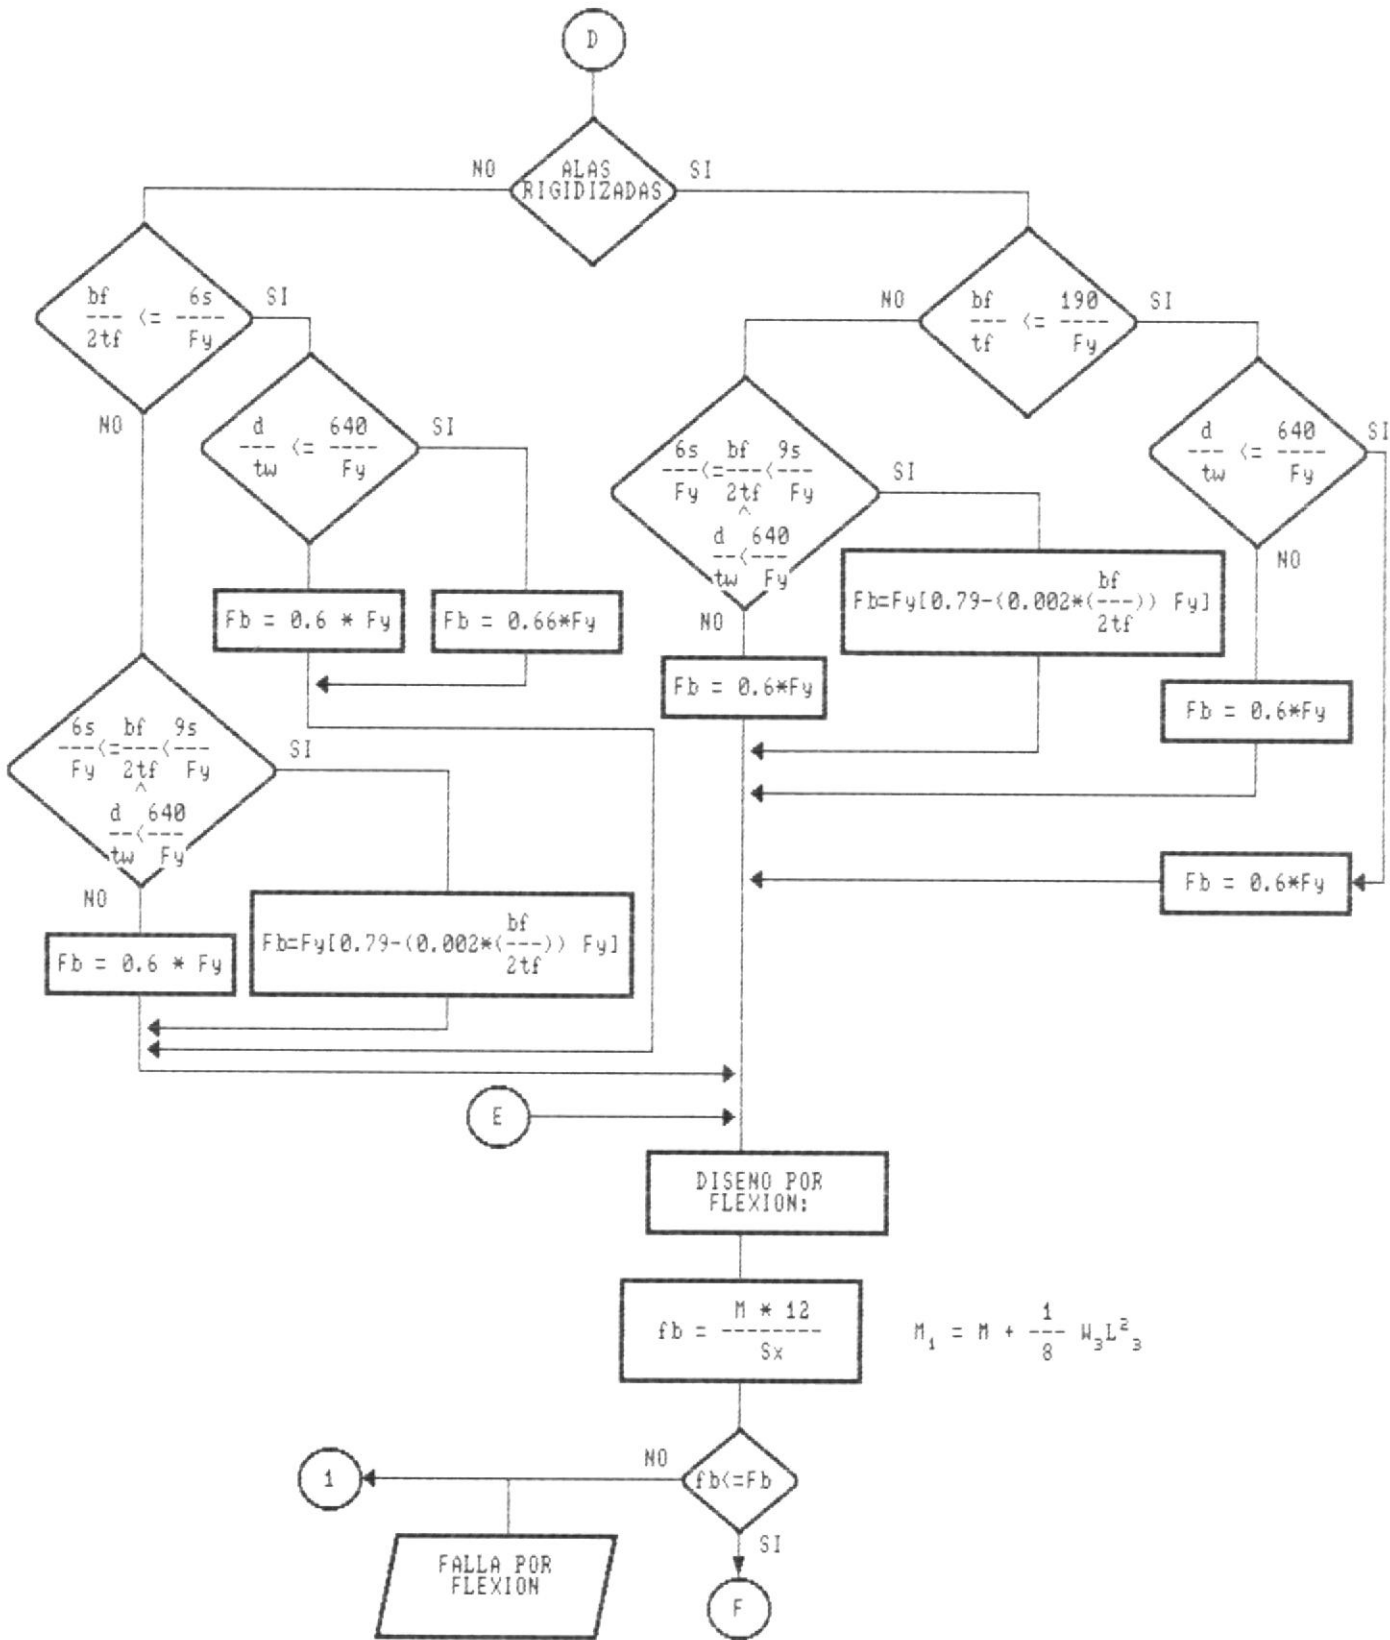 D
ALAS
RIGIDIZADAS
NO
SI
bf
---
2tf
<=
6s
----
Fy
SI
NO
d
---
tw
<=
640
----
Fy
SI
Fb = 0.6 * Fy
Fb = 0.66*Fy
6s bf 9s
---<=---<---
Fy 2tf Fy
^
d 640
--<---
tw Fy
SI
NO
Fb = 0.6 * Fy
bf
Fb=Fy[0.79-(0.002*(---)) Fy]
2tf
bf
---
tf
<=
190
----
Fy
NO
SI
6s bf 9s
---<=---<---
Fy 2tf Fy
^
d 640
--<---
tw Fy
SI
NO
Fb = 0.6*Fy
bf
Fb=Fy[0.79-(0.002*(---)) Fy]
2tf
d
---
tw
<=
640
----
Fy
SI
NO
Fb = 0.6*Fy
Fb = 0.6*Fy
E
DISENO POR
FLEXION:
M * 12
fb = --------
Sx
1
M₁ = M + --- W₃L²₃
8
fb<=Fb
NO
SI
1
FALLA POR
FLEXION
F